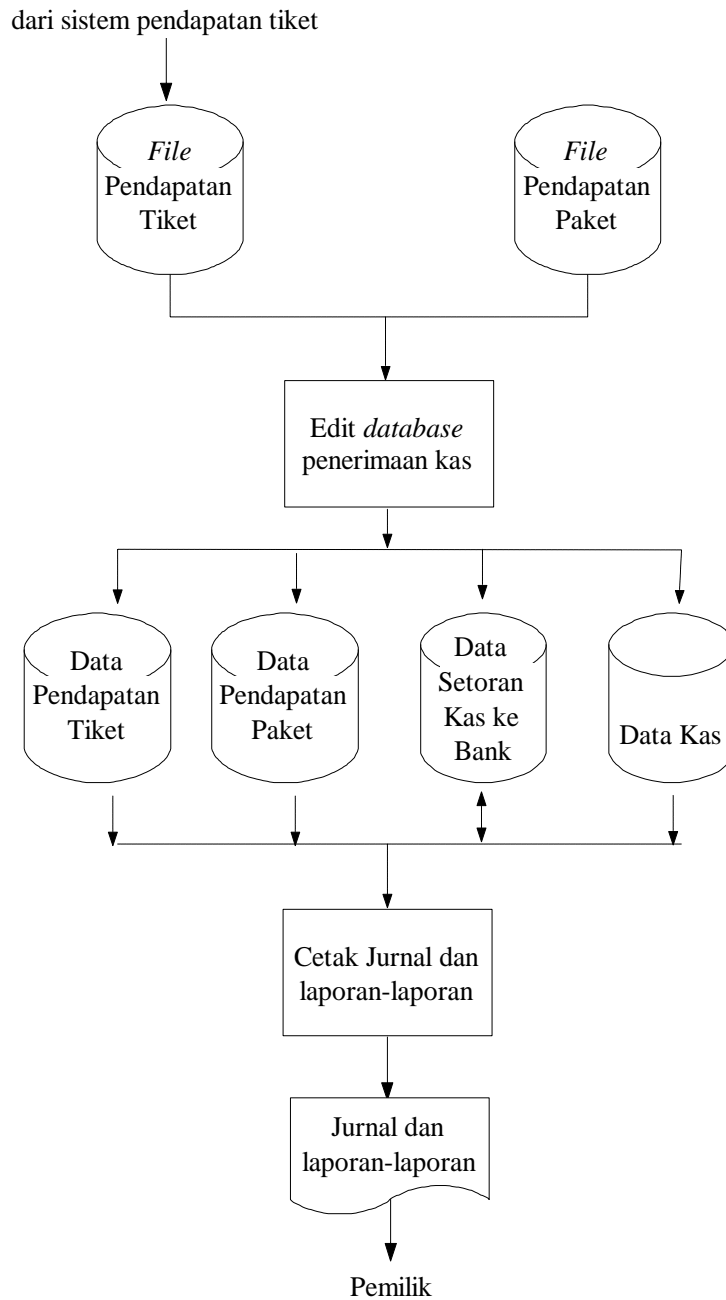 dari sistem pendapatan tiket
File
Pendapatan
Tiket
File
Pendapatan
Paket
Edit database
penerimaan kas
Data
Pendapatan
Tiket
Data
Pendapatan
Paket
Data
Setoran
Kas ke
Bank
Data Kas
Cetak Jurnal dan
laporan-laporan
Jurnal dan
laporan-laporan
Pemilik